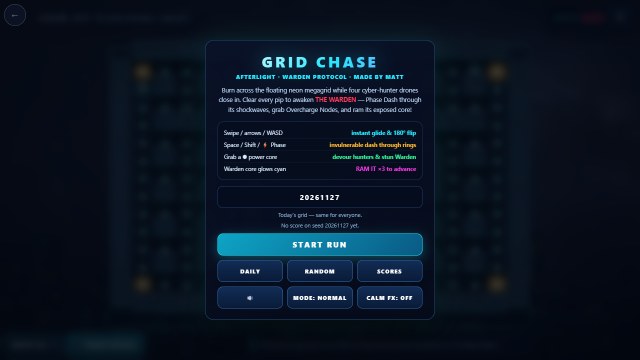 ←
GRID CHASE
AFTERLIGHT · WARDEN PROTOCOL · MADE BY MATT
Burn across the floating neon megagrid while four cyber-hunter drones
close in. Clear every pip to awaken THE WARDEN — Phase Dash through
its shockwaves, grab Overcharge Nodes, and ram its exposed core!
Swipe / arrows / WASD instant glide & 180° flip
Space / Shift / ⚡ Phase invulnerable dash through rings
Grab a ● power core devour hunters & stun Warden
Warden core glows cyan RAM IT ×3 to advance
20261127
Today's grid — same for everyone.
No score on seed 20261127 yet.
START RUN
DAILY RANDOM SCORES
🔊 MODE: NORMAL CALM FX: OFF